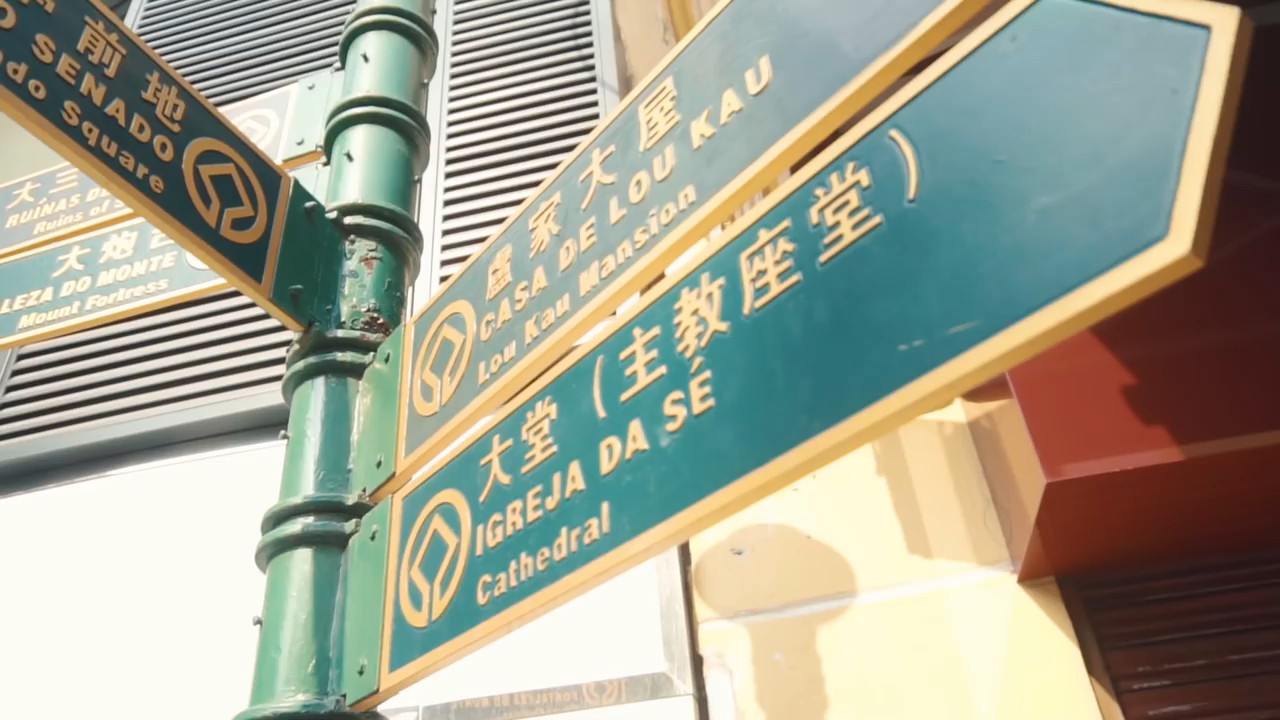 前地
SENADO
Square
大三
RUINAS DE
Ruins of
大炮
LEZA DO MONTE
Mount Fortress
盧家大屋
CASA DE LOU KAU
Lou Kau Mansion
大堂（主教座堂）
IGREJA DA SÉ
Cathedral